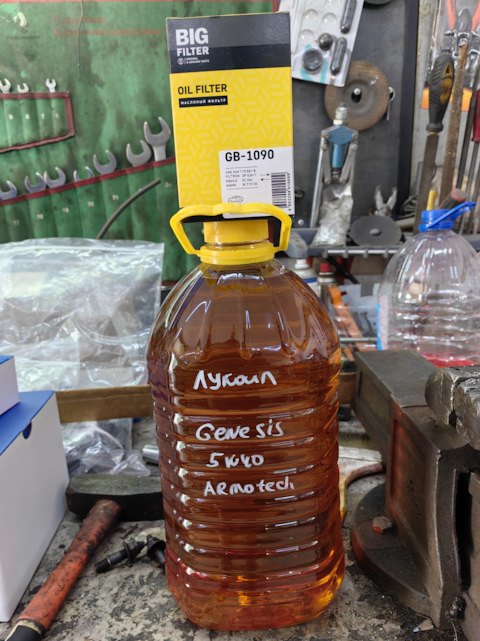 BIG
FILTER
OIL FILTER
МАСЛЯНЫЙ ФИЛЬТР
GB-1090
Лукоил
Genesis
5W40
ARmotech